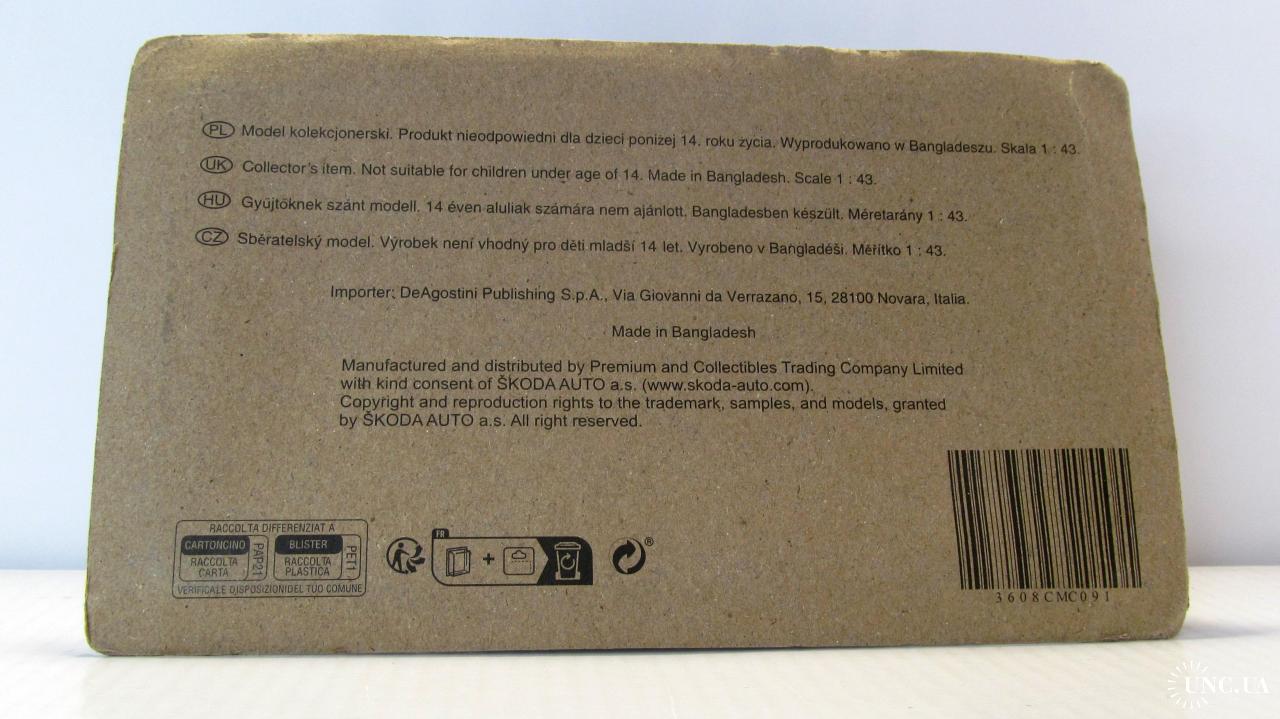 PL Model kolekcjonerski. Produkt nieodpowiedni dla dzieci poniżej 14. roku życia. Wyprodukowano w Bangladeszu. Skala 1 : 43.
UK Collector's item. Not suitable for children under age of 14. Made in Bangladesh. Scale 1 : 43.
HU Gyűjtőknek szánt modell. 14 éven aluliak számára nem ajánlott. Bangladesben készült. Méretarány 1 : 43.
CZ Sběratelský model. Výrobek není vhodný pro děti mladší 14 let. Vyrobeno v Bangladéši. Měřítko 1 : 43.
Importer: DeAgostini Publishing S.p.A., Via Giovanni da Verrazano, 15, 28100 Novara, Italia.
Made in Bangladesh
Manufactured and distributed by Premium and Collectibles Trading Company Limited
with kind consent of ŠKODA AUTO a.s. (www.skoda-auto.com).
Copyright and reproduction rights to the trademark, samples, and models, granted
by ŠKODA AUTO a.s. All right reserved.
RACCOLTA DIFFERENZIATA
CARTONCINO
RACCOLTA
CARTA
PAP21
BLISTER
RACCOLTA
PLASTICA
PET1
VERIFICA LE DISPOSIZIONI DEL TUO COMUNE
FR
+
®
3608CMC091
UNC.UA